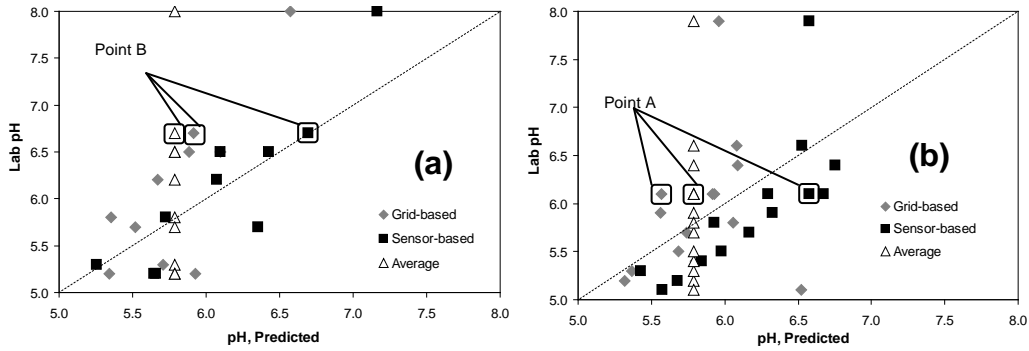 8.0
7.5
7.0
6.5
6.0
5.5
5.0
Lab pH
Point B
(a)
Grid-based
Sensor-based
Average
5.0 5.5 6.0 6.5 7.0 7.5 8.0
pH, Predicted
8.0
7.5
7.0
6.5
6.0
5.5
5.0
Lab pH
Point A
(b)
Grid-based
Sensor-based
Average
5.0 5.5 6.0 6.5 7.0 7.5 8.0
pH, Predicted